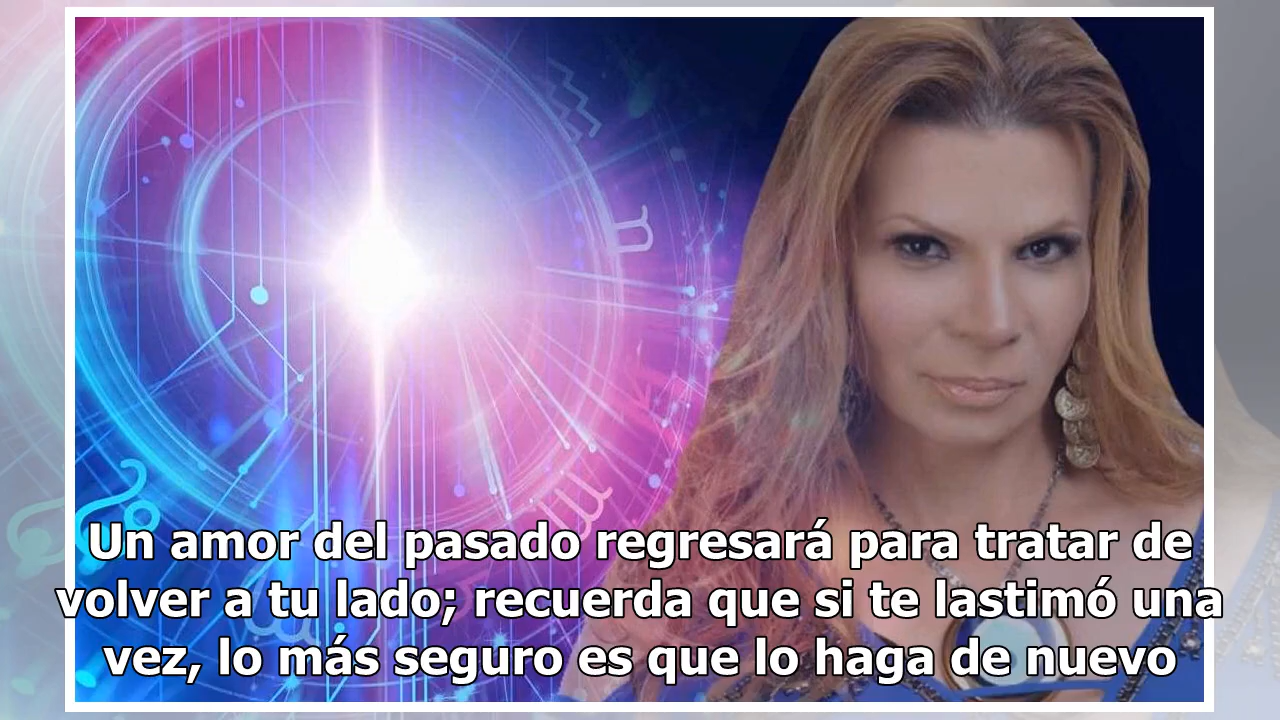 Un amor del pasado regresará para tratar de
volver a tu lado; recuerda que si te lastimó una
vez, lo más seguro es que lo haga de nuevo